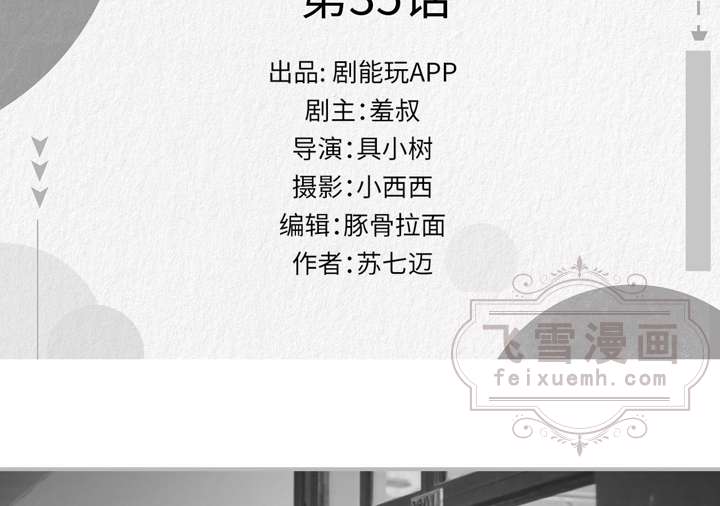 第35话
出品: 剧能玩APP
剧主：羞叔
导演：具小树
摄影：小西西
编辑：豚骨拉面
作者：苏七迈
飞雪漫画
feixuemh.com